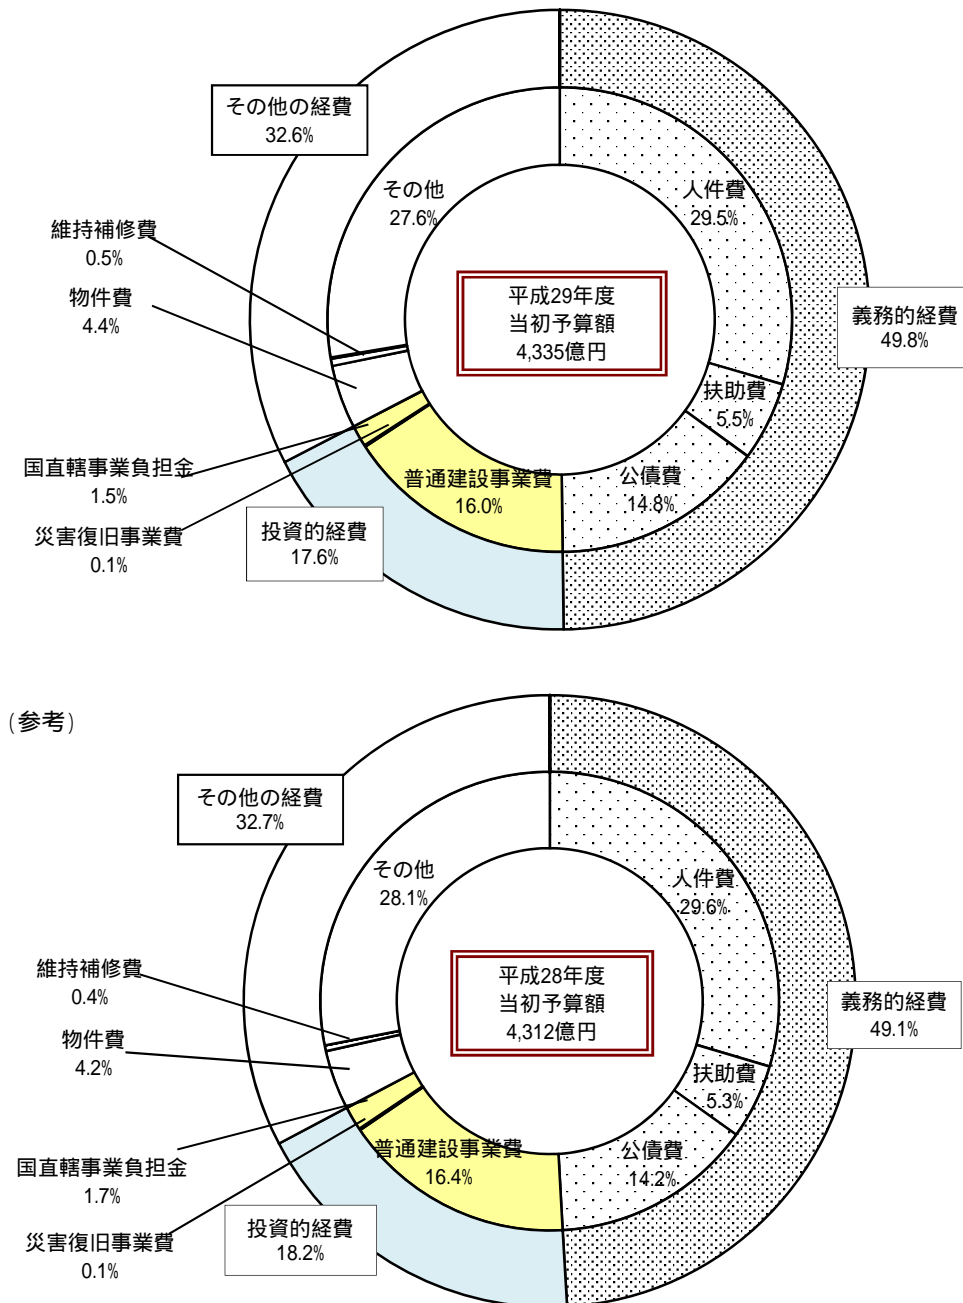 その他の経費
32.6%
その他
27.6%
人件費
29.5%
維持補修費
0.5%
物件費
4.4%
平成29年度
当初予算額
4,335億円
義務的経費
49.8%
扶助費
5.5%
国直轄事業負担金
1.5%
普通建設事業費
16.0%
公債費
14.8%
災害復旧事業費
0.1%
投資的経費
17.6%
(参考)
その他の経費
32.7%
その他
28.1%
人件費
29.6%
維持補修費
0.4%
物件費
4.2%
平成28年度
当初予算額
4,312億円
義務的経費
49.1%
扶助費
5.3%
国直轄事業負担金
1.7%
普通建設事業費
16.4%
公債費
14.2%
災害復旧事業費
0.1%
投資的経費
18.2%